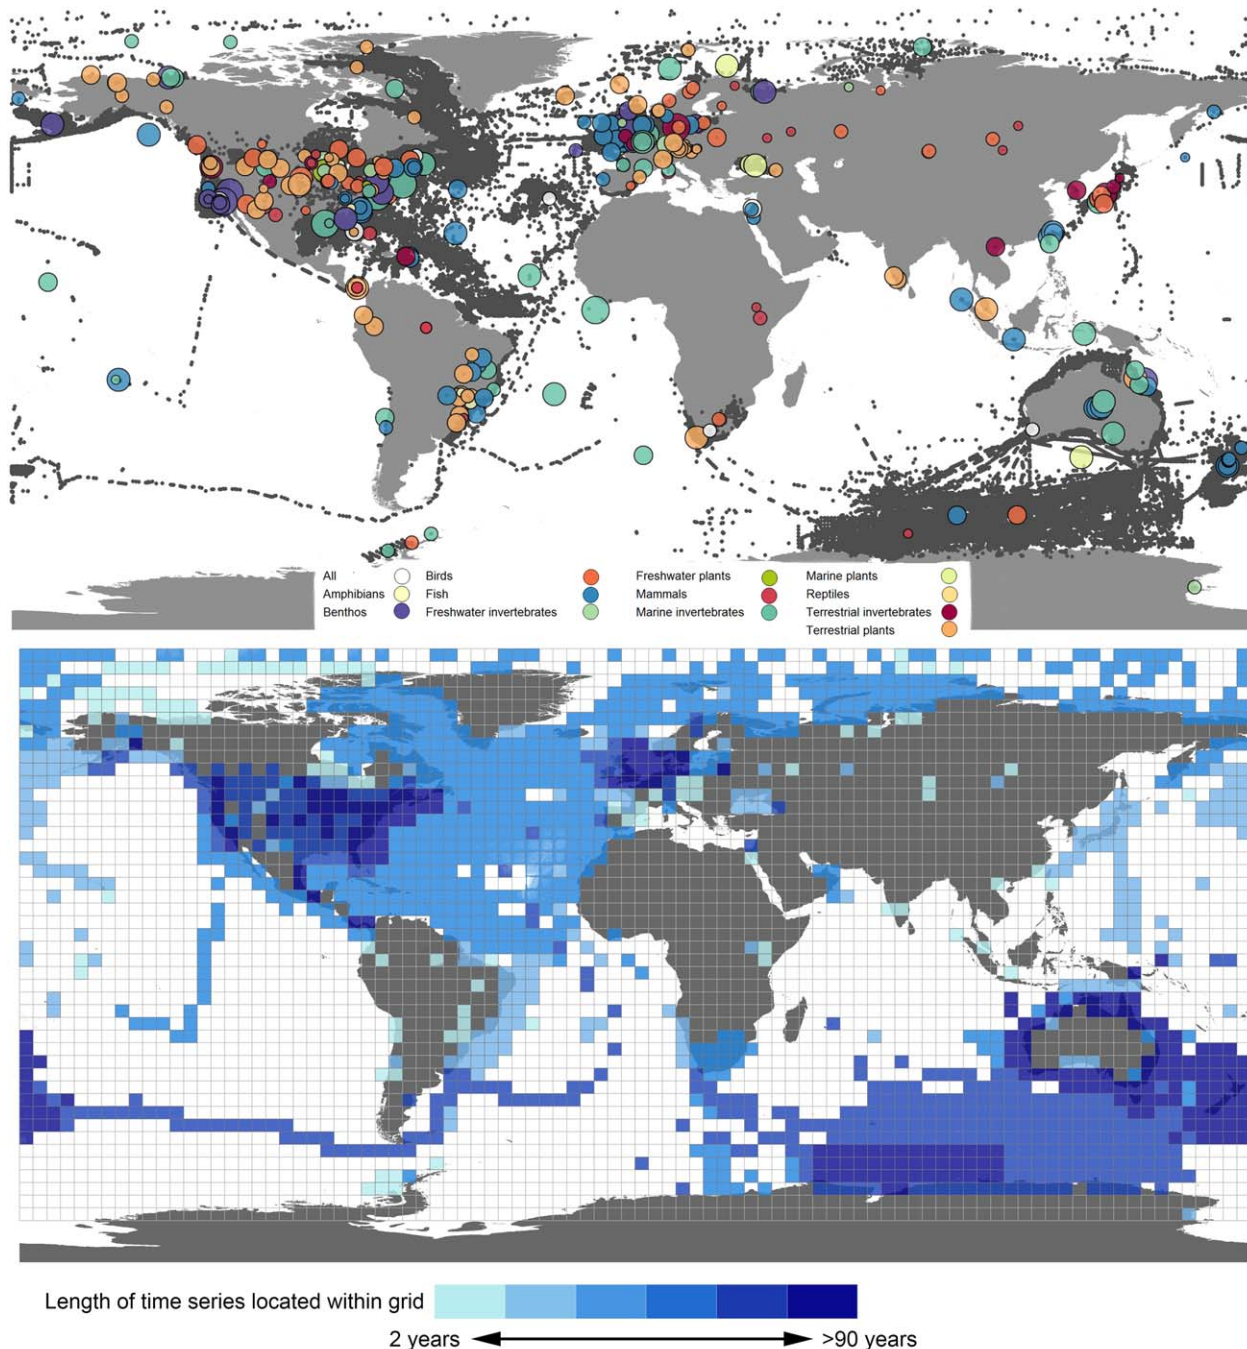 All Birds Freshwater plants Marine plants
Amphibians Fish Mammals Reptiles
Benthos Freshwater invertebrates Marine invertebrates Terrestrial invertebrates
Terrestrial plants
Length of time series located within grid
2 years >90 years